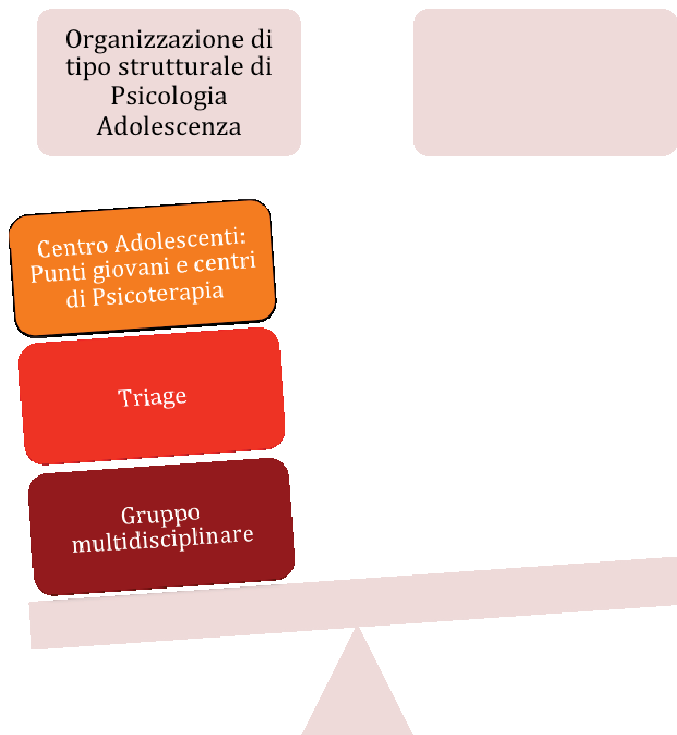 Organizzazione di
tipo strutturale di
Psicologia
Adolescenza
Centro Adolescenti:
Punti giovani e centri
di Psicoterapia
Triage
Gruppo
multidisciplinare